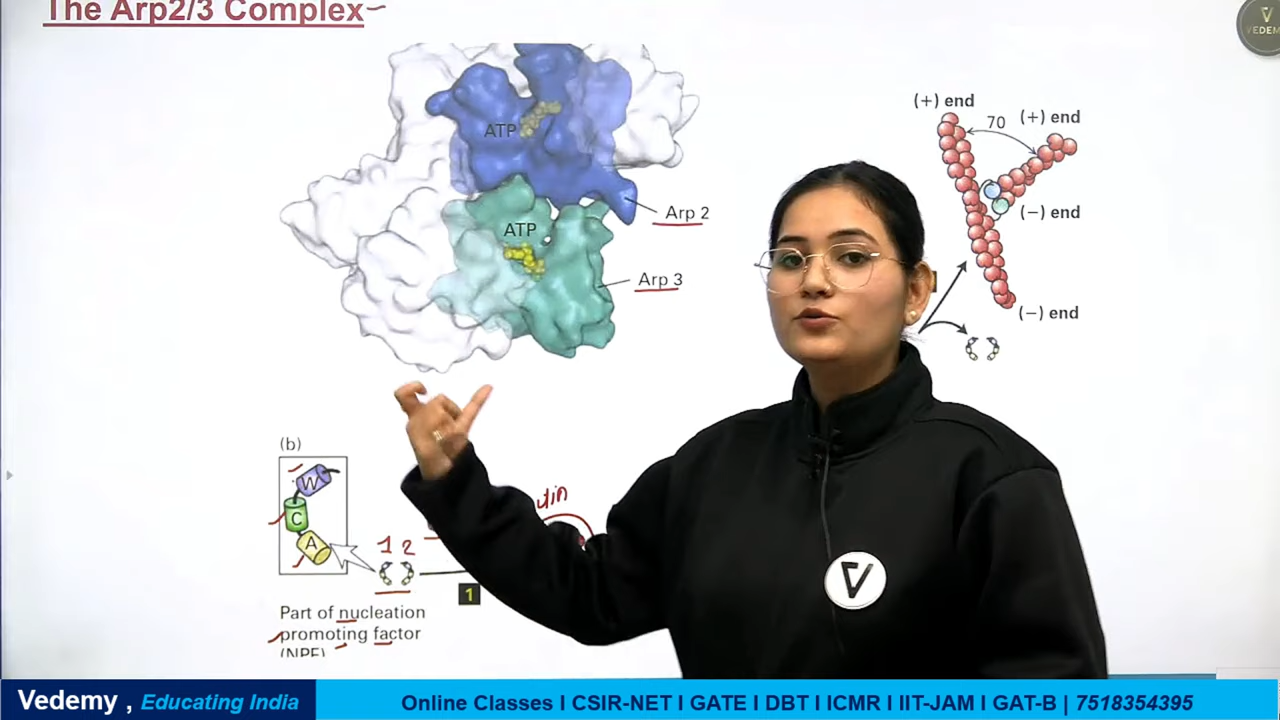 The Arp2/3 Complex
V
VEDEM
(+) end
70
(+) end
ATP
Arp 2
(−) end
ATP
Arp 3
(−) end
(b)
W
C
A
1 2
1
Part of nucleation
promoting factor
(NPF)
V
Vedemy , Educating India
Online Classes I CSIR-NET I GATE I DBT I ICMR I IIT-JAM I GAT-B | 7518354395